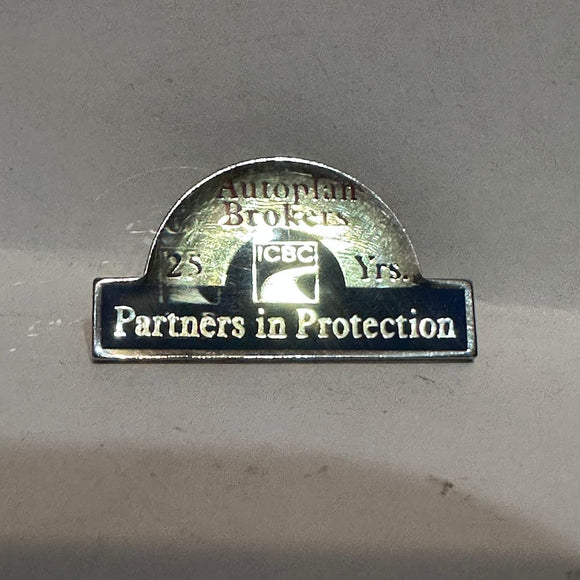 Autoplan
Brokers
ICBC
25 Yrs.
Partners in Protection